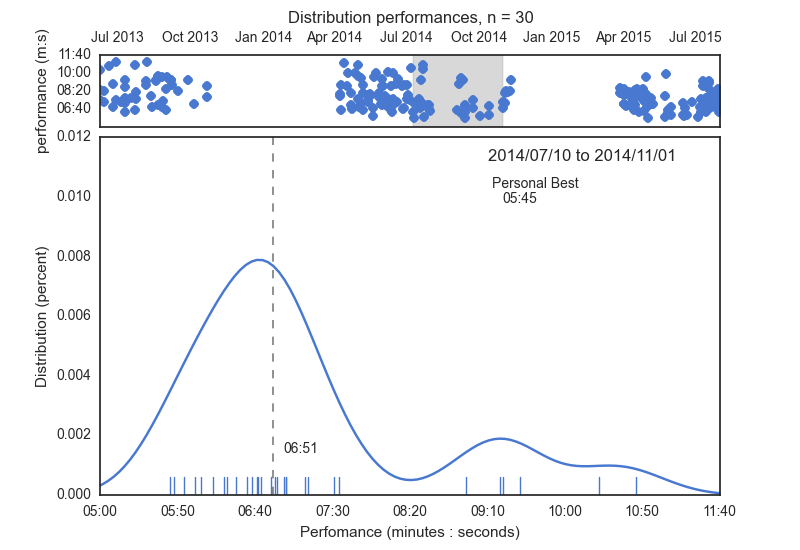 Distribution performances, n = 30
Jul 2013 Oct 2013 Jan 2014 Apr 2014 Jul 2014 Oct 2014 Jan 2015 Apr 2015 Jul 2015
performance (m:s)
11:40
10:00
08:20
06:40
0.012
2014/07/10 to 2014/11/01
Personal Best
05:45
0.010
0.008
0.006
0.004
0.002
0.000
Distribution (percent)
06:51
05:00 05:50 06:40 07:30 08:20 09:10 10:00 10:50 11:40
Perfomance (minutes : seconds)